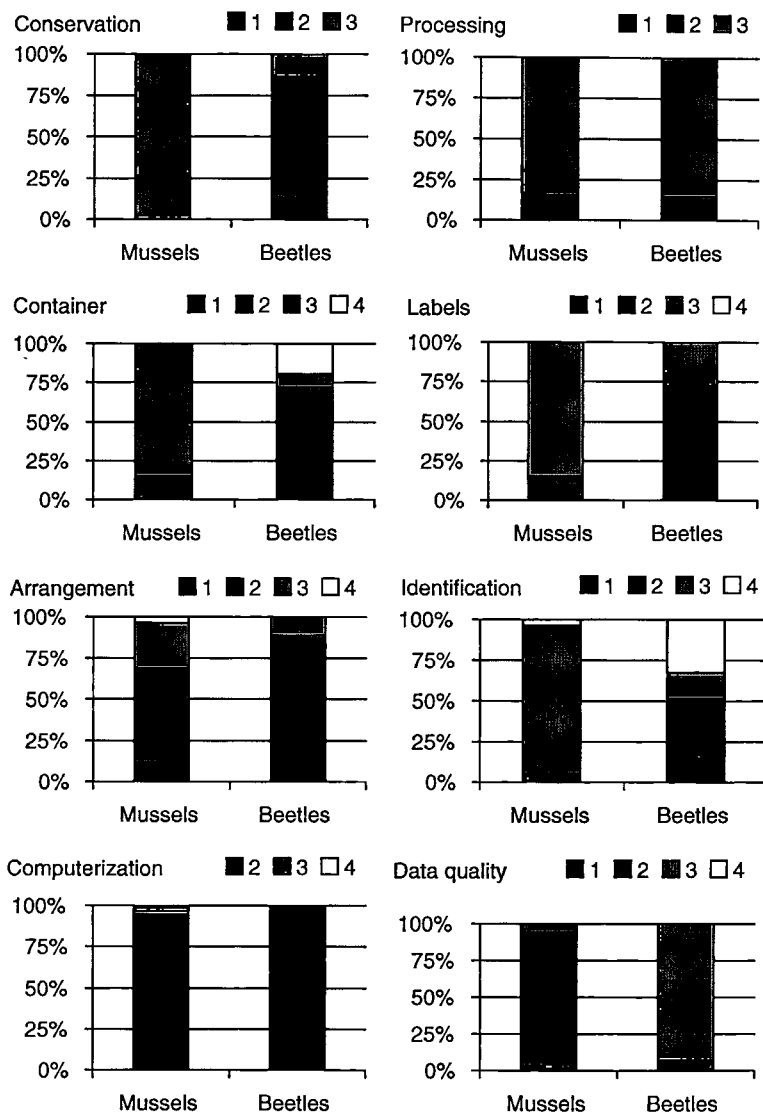 Conservation 1 2 3
100%
75%
50%
25%
0%
Mussels Beetles
Processing 1 2 3
100%
75%
50%
25%
0%
Mussels Beetles
Container 1 2 3 4
100%
75%
50%
25%
0%
Mussels Beetles
Labels 1 2 3 4
100%
75%
50%
25%
0%
Mussels Beetles
Arrangement 1 2 3 4
100%
75%
50%
25%
0%
Mussels Beetles
Identification 1 2 3 4
100%
75%
50%
25%
0%
Mussels Beetles
Computerization 2 3 4
100%
75%
50%
25%
0%
Mussels Beetles
Data quality 1 2 3 4
100%
75%
50%
25%
0%
Mussels Beetles